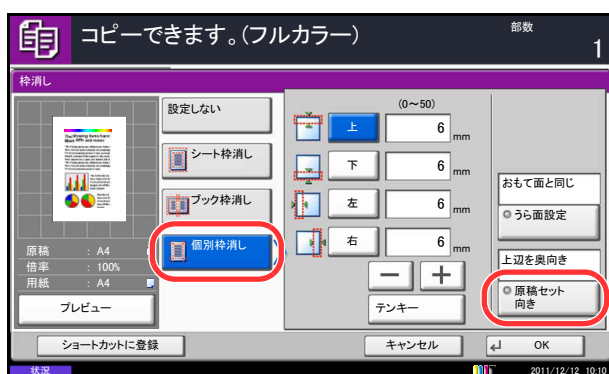 コピーできます。(フルカラー)
部数
1
枠消し
設定しない
シート枠消し
ブック枠消し
個別枠消し
(0～50)
上
6 mm
下
6 mm
左
6 mm
右
6 mm
－ ＋
テンキー
おもて面と同じ
うら面設定
上辺を奥向き
原稿セット
向き
原稿 : A4
倍率 : 100%
用紙 : A4
プレビュー
ショートカットに登録
キャンセル
OK
状況
2011/12/12 10:10